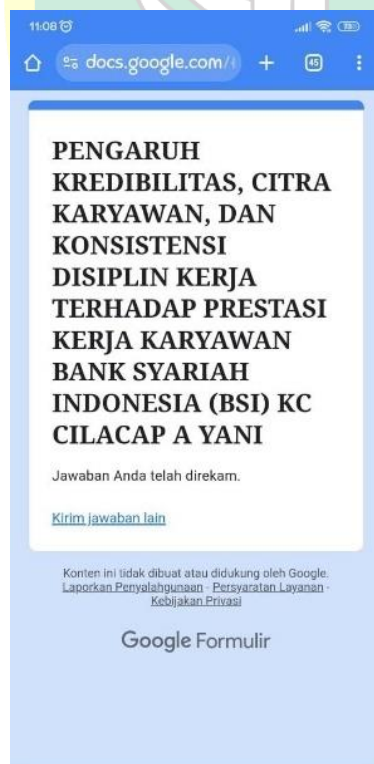 11:08
docs.google.com/
45
PENGARUH
KREDIBILITAS, CITRA
KARYAWAN, DAN
KONSISTENSI
DISIPLIN KERJA
TERHADAP PRESTASI
KERJA KARYAWAN
BANK SYARIAH
INDONESIA (BSI) KC
CILACAP A YANI
Jawaban Anda telah direkam.
Kirim jawaban lain
Konten ini tidak dibuat atau didukung oleh Google.
Laporkan Penyalahgunaan - Persyaratan Layanan -
Kebijakan Privasi
Google Formulir